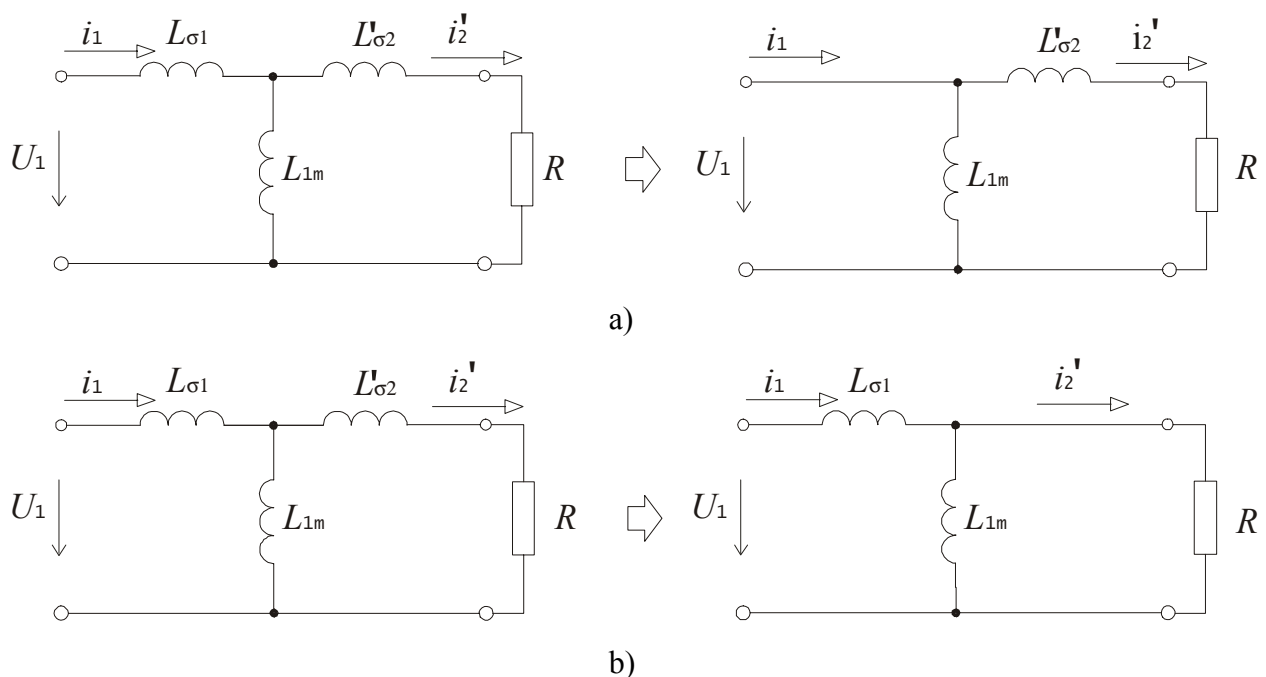 i1 Lσ1 L'σ2 i2'
U1 L1m R
i1 L'σ2 i2'
U1 L1m R
a)
i1 Lσ1 L'σ2 i2'
U1 L1m R
i1 Lσ1 i2'
U1 L1m R
b)